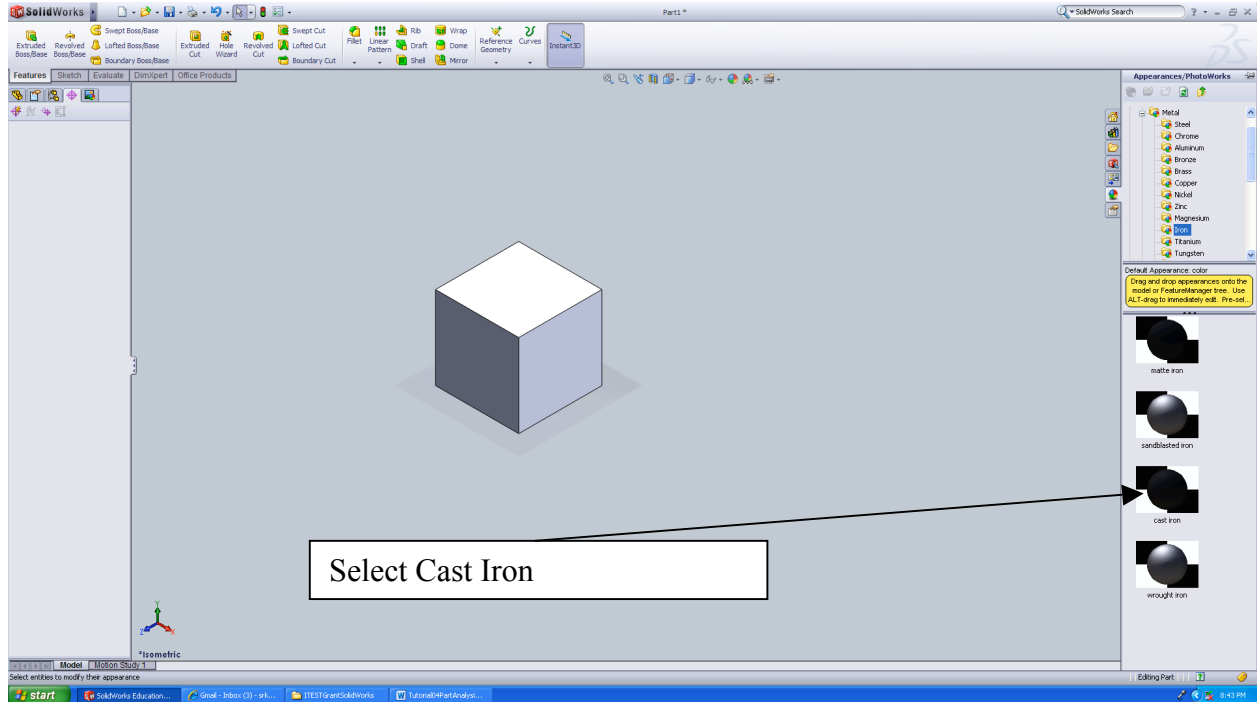 SolidWorks
Part1 *
SolidWorks Search
Extruded Boss/Base
Revolved Boss/Base
Swept Boss/Base
Lofted Boss/Base
Boundary Boss/Base
Extruded Cut
Hole Wizard
Revolved Cut
Swept Cut
Lofted Cut
Boundary Cut
Fillet
Linear Pattern
Rib
Draft
Shell
Wrap
Dome
Mirror
Reference Geometry
Curves
Instant3D
Features
Sketch
Evaluate
DimXpert
Office Products
Appearances/PhotoWorks
Metal
Steel
Chrome
Aluminum
Bronze
Brass
Copper
Nickel
Zinc
Magnesium
Iron
Titanium
Tungsten
Default Appearance: color
Drag and drop appearances onto the
model or FeatureManager tree. Use
ALT-drag to immediately edit. Pre-sel...
matte iron
sandblasted iron
cast iron
wrought iron
Select Cast Iron
Y
Z
X
*Isometric
Model
Motion Study 1
Select entities to modify their appearance
Editing Part
start
SolidWorks Education...
Gmail - Inbox (3) - srk...
ITESTGrantSolidWorks
Tutorial04PartAnalysi...
8:43 PM